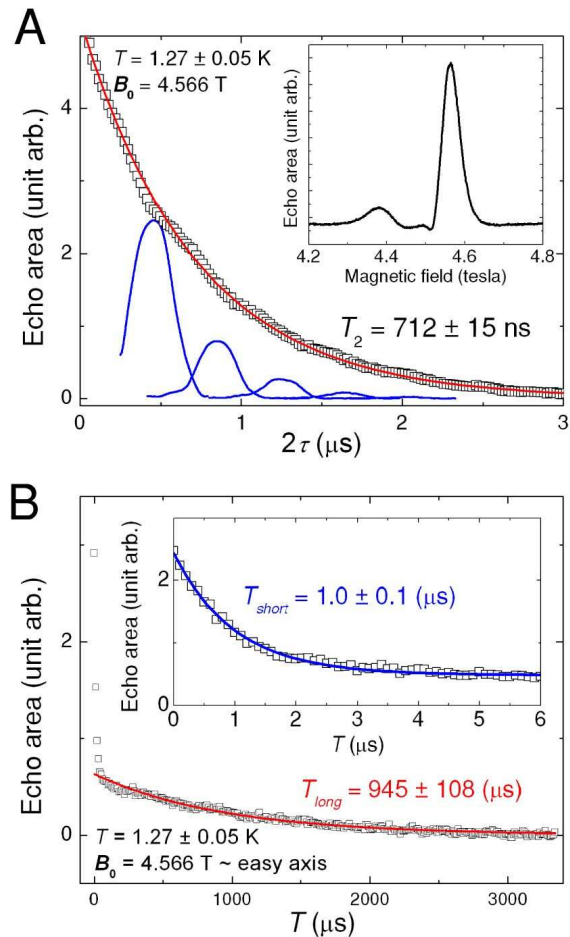 A
T = 1.27 ± 0.05 K
B0 = 4.566 T
Echo area (unit arb.)
4
2
0
0
1
2
3
2τ (μs)
T2 = 712 ± 15 ns
Echo area (unit arb.)
4.2
4.4
4.6
4.8
Magnetic field (tesla)
B
Echo area (unit arb.)
2
0
0
1000
2000
3000
T (μs)
Echo area (unit arb.)
2
0
0
1
2
3
4
5
6
T (μs)
Tshort = 1.0 ± 0.1 (μs)
Tlong = 945 ± 108 (μs)
T = 1.27 ± 0.05 K
B0 = 4.566 T ~ easy axis